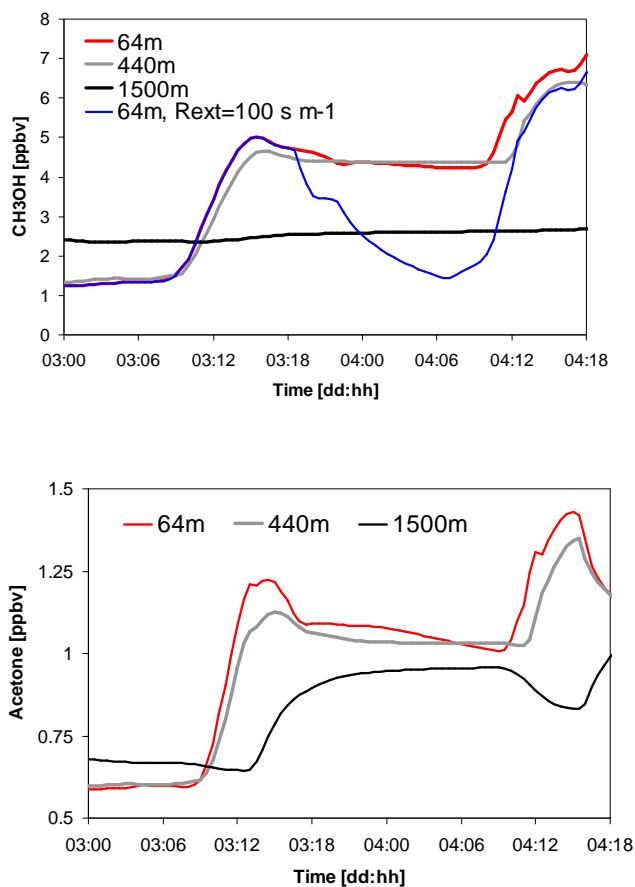 8
7
6
5
4
3
2
1
0
CH3OH [ppbv]
64m
440m
1500m
64m, Rext=100 s m-1
03:00 03:06 03:12 03:18 04:00 04:06 04:12 04:18
Time [dd:hh]
1.5
1.25
1
0.75
0.5
Acetone [ppbv]
64m 440m 1500m
03:00 03:06 03:12 03:18 04:00 04:06 04:12 04:18
Time [dd:hh]